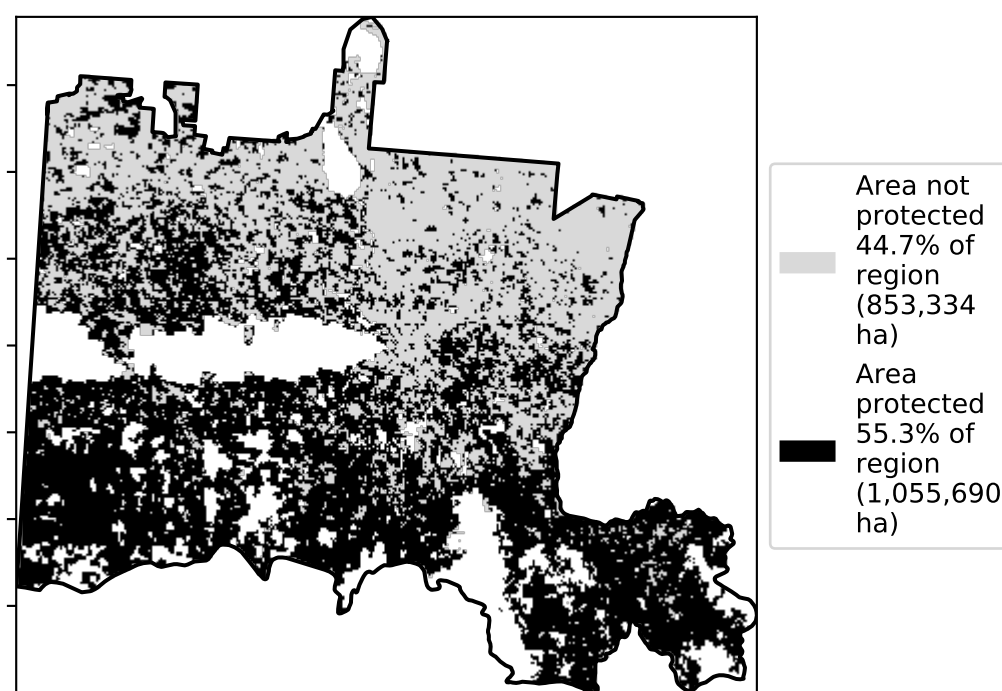 Area not
protected
44.7% of
region
(853,334
ha)
Area
protected
55.3% of
region
(1,055,690
ha)